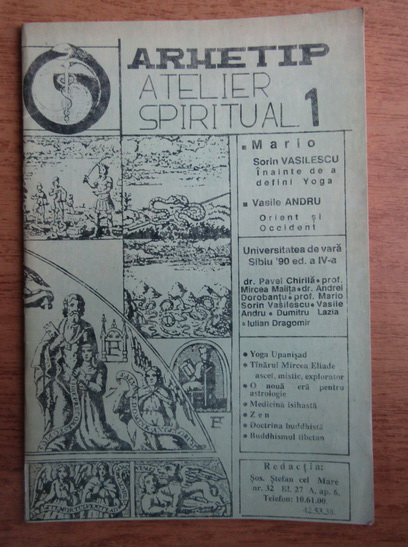 ARHETIP
ATELIER
SPIRITUAL 1
▪ Mario
Sorin VASILESCU
Înainte de a
defini Yoga
▪ Vasile ANDRU
Orient și
Occident
Universitatea de vară
Sibiu '90 ed. a IV-a
dr. Pavel Chirilă • prof.
Mircea Malița • dr. Andrei
Dorobanțu • prof. Mario
Sorin Vasilescu • Vasile
Andru • Dumitru Lazia
• Iulian Dragomir
• Yoga Upanișad
• Tînărul Mircea Eliade
ascet, mistic, explorator
• O nouă eră pentru
astrologie
• Medicină isihastă
• Zen
• Doctrina buddhistă
• Buddhismul tibetan
Redacția:
Șos. Ștefan cel Mare
nr. 32 Bl. 27 A, ap. 6,
Telefon: 10.61.00